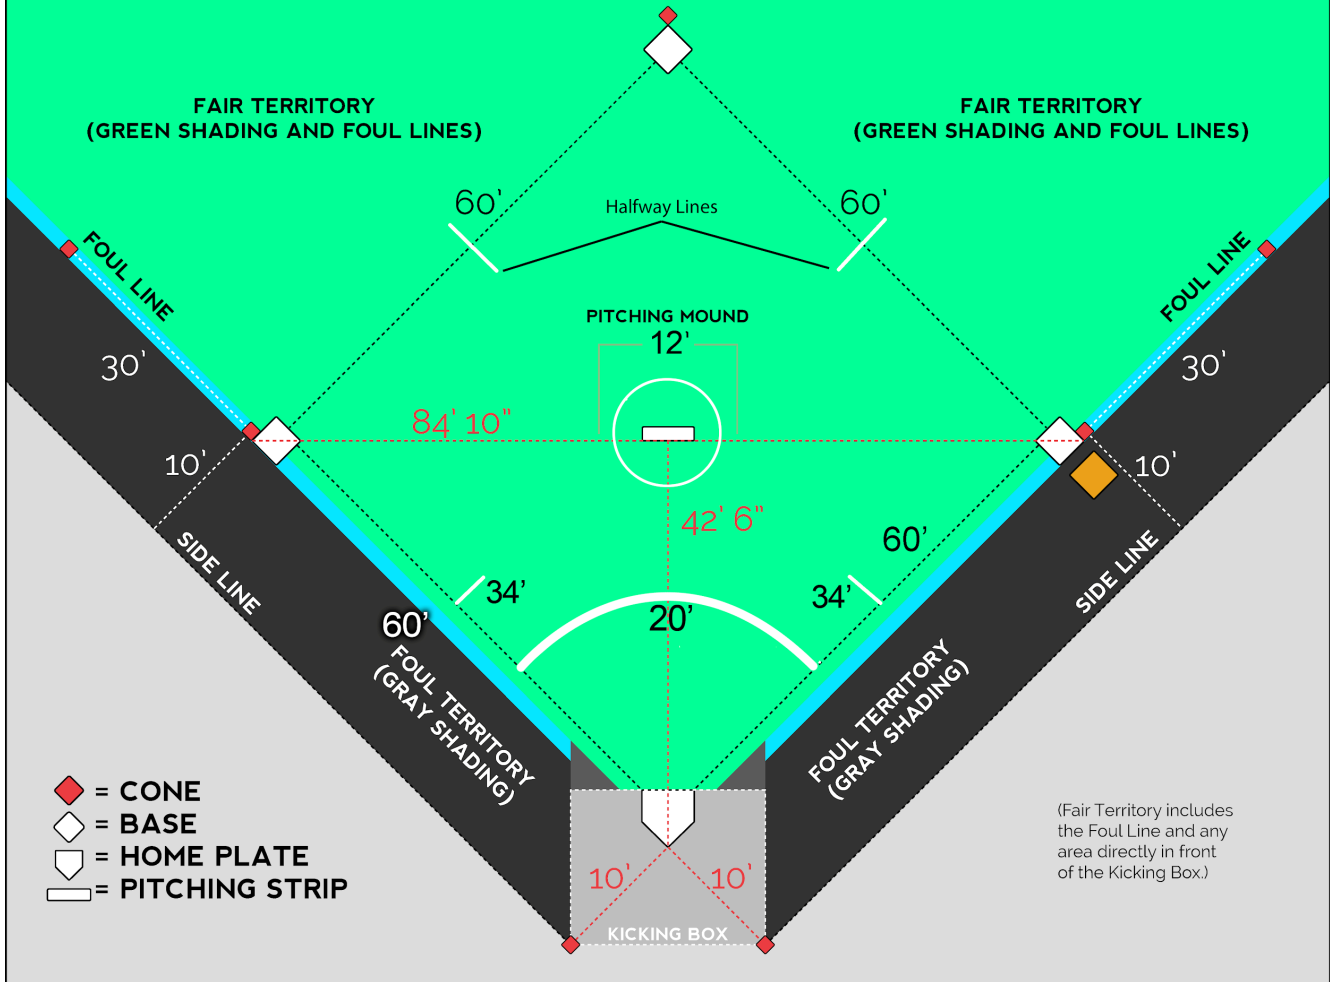 FAIR TERRITORY
(GREEN SHADING AND FOUL LINES)
FAIR TERRITORY
(GREEN SHADING AND FOUL LINES)
60'
Halfway Lines
60'
FOUL LINE
FOUL LINE
PITCHING MOUND
12'
30'
30'
84' 10"
10'
10'
42' 6"
SIDE LINE
60'
SIDE LINE
34'
34'
20'
60'
FOUL TERRITORY
(GRAY SHADING)
FOUL TERRITORY
(GRAY SHADING)
= CONE
= BASE
= HOME PLATE
= PITCHING STRIP
10'
10'
KICKING BOX
(Fair Territory includes
the Foul Line and any
area directly in front
of the Kicking Box.)